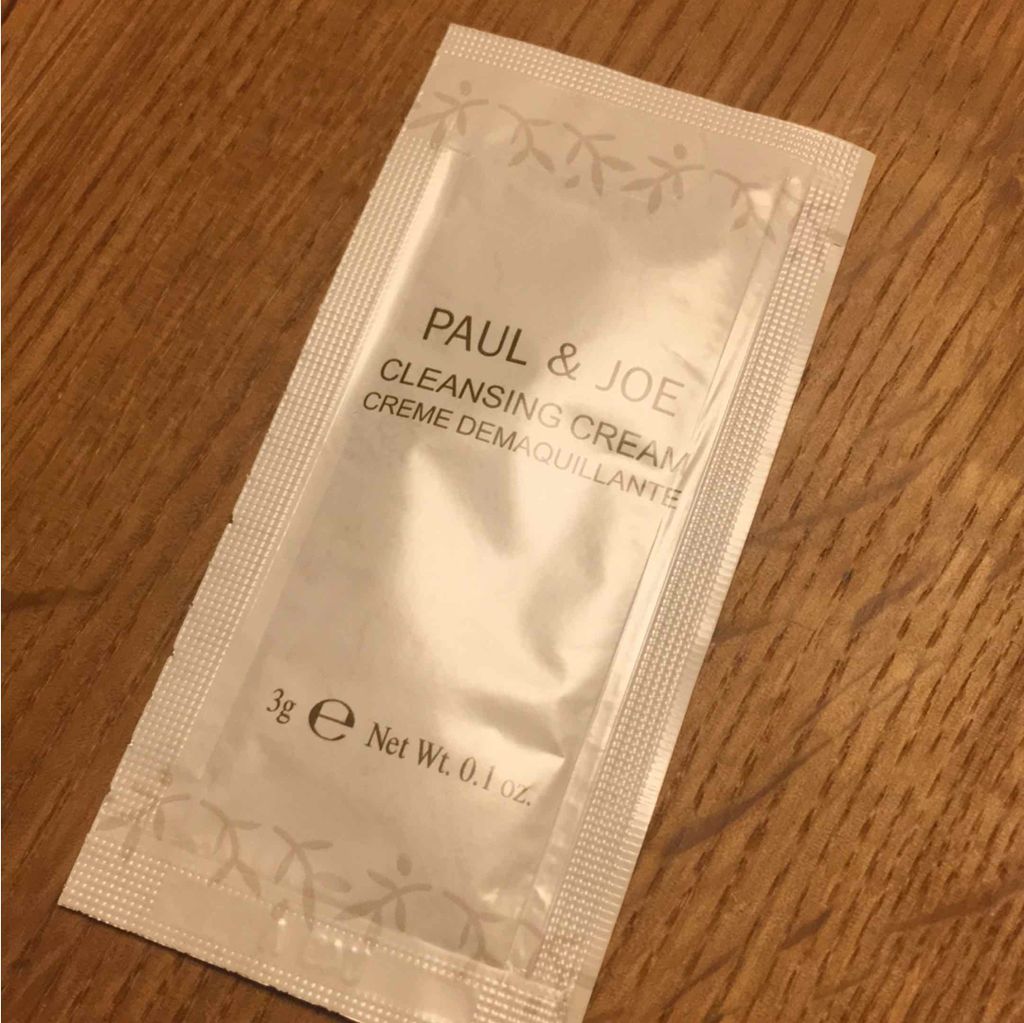 PAUL & JOE
CLEANSING CREAM
CREME DEMAQUILLANTE
3g ℮ Net Wt. 0.1 oz.